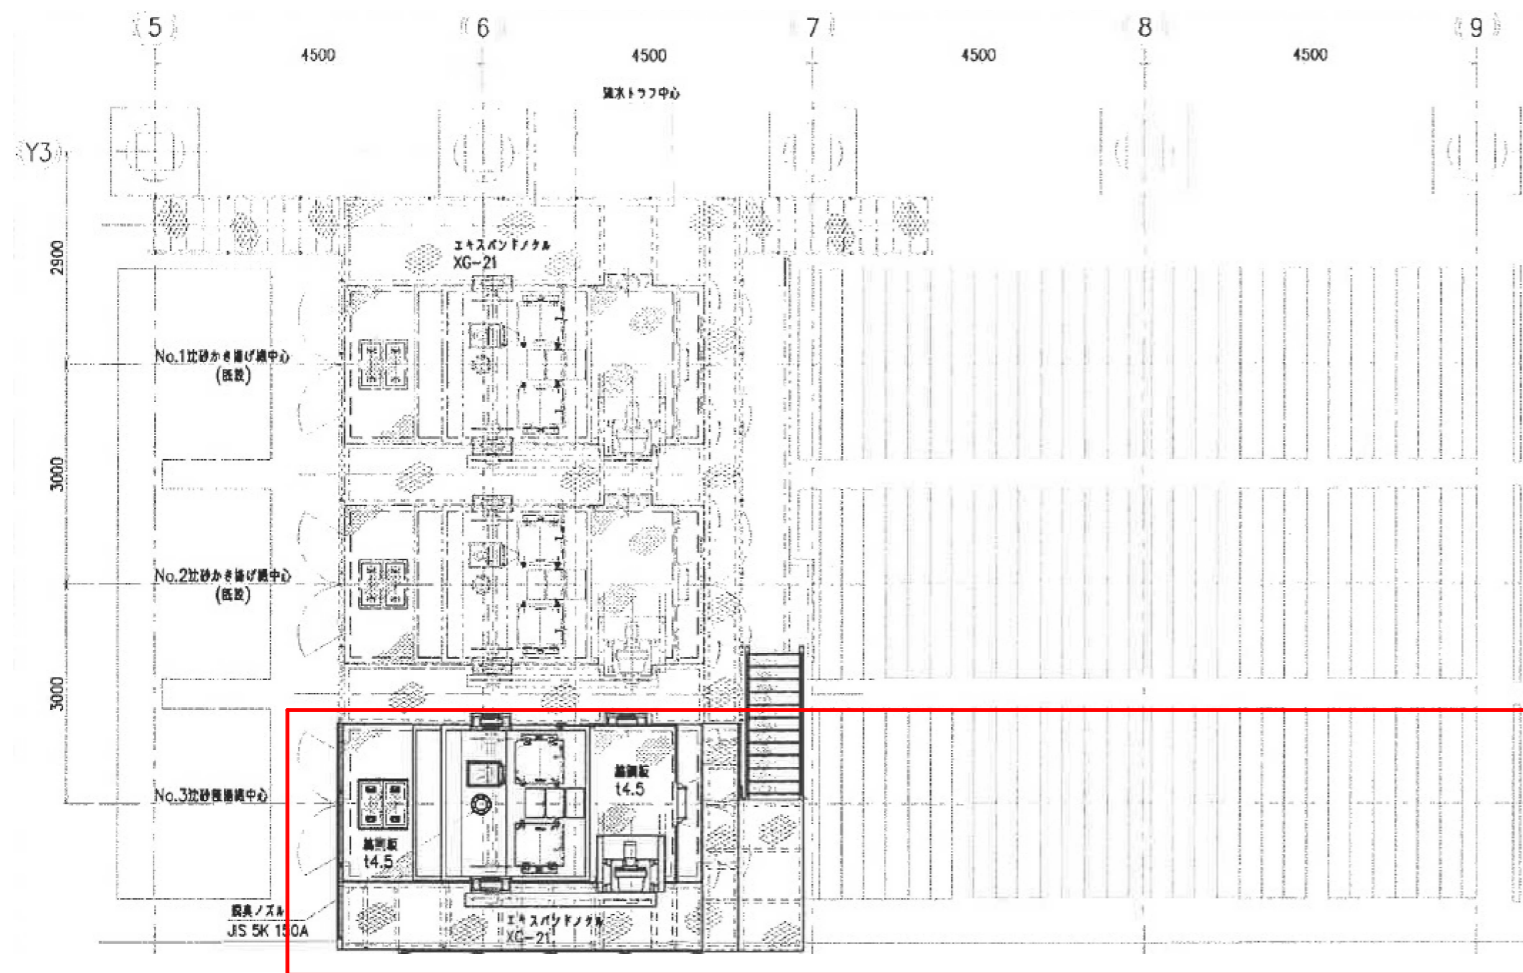 5 6 7 8 9
4500 4500 4500 4500
トラフ中心
Y3
エキスパンドメタル
XG-21
2900
No.1沈砂かき揚げ機中心
(既設)
3000
No.2沈砂かき揚げ機中心
(既設)
3000
縞鋼板
t4.5
No.3沈砂掻揚機中心
縞鋼板
t4.5
脱臭ノズル
JIS 5K 150A
エキスパンドメタル
XG-21